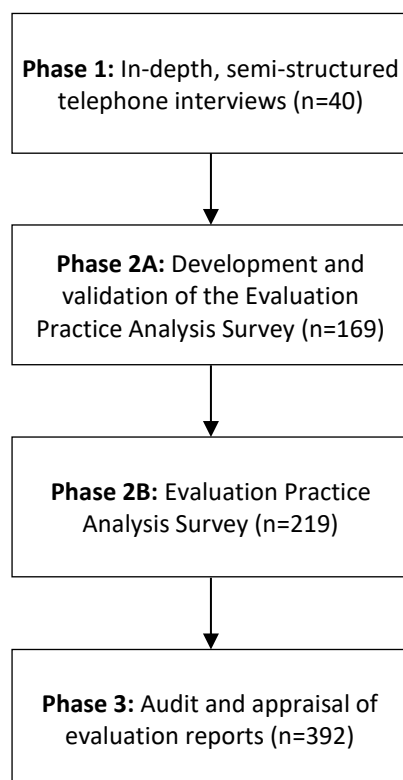 Phase 1: In-depth, semi-structured
telephone interviews (n=40)
Phase 2A: Development and
validation of the Evaluation
Practice Analysis Survey (n=169)
Phase 2B: Evaluation Practice
Analysis Survey (n=219)
Phase 3: Audit and appraisal of
evaluation reports (n=392)